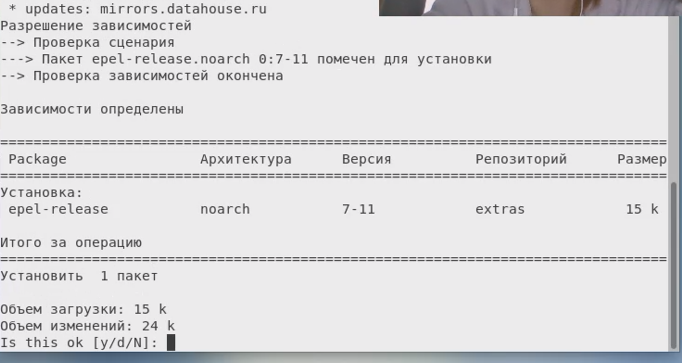 * updates: mirrors.datahouse.ru
Разрешение зависимостей
--> Проверка сценария
---> Пакет epel-release.noarch 0:7-11 помечен для установки
--> Проверка зависимостей окончена
Зависимости определены
================================================================================
Package Архитектура Версия Репозиторий Размер
================================================================================
Установка:
epel-release noarch 7-11 extras 15 k
Итого за операцию
================================================================================
Установить 1 пакет
Объем загрузки: 15 k
Объем изменений: 24 k
Is this ok [y/d/N]: